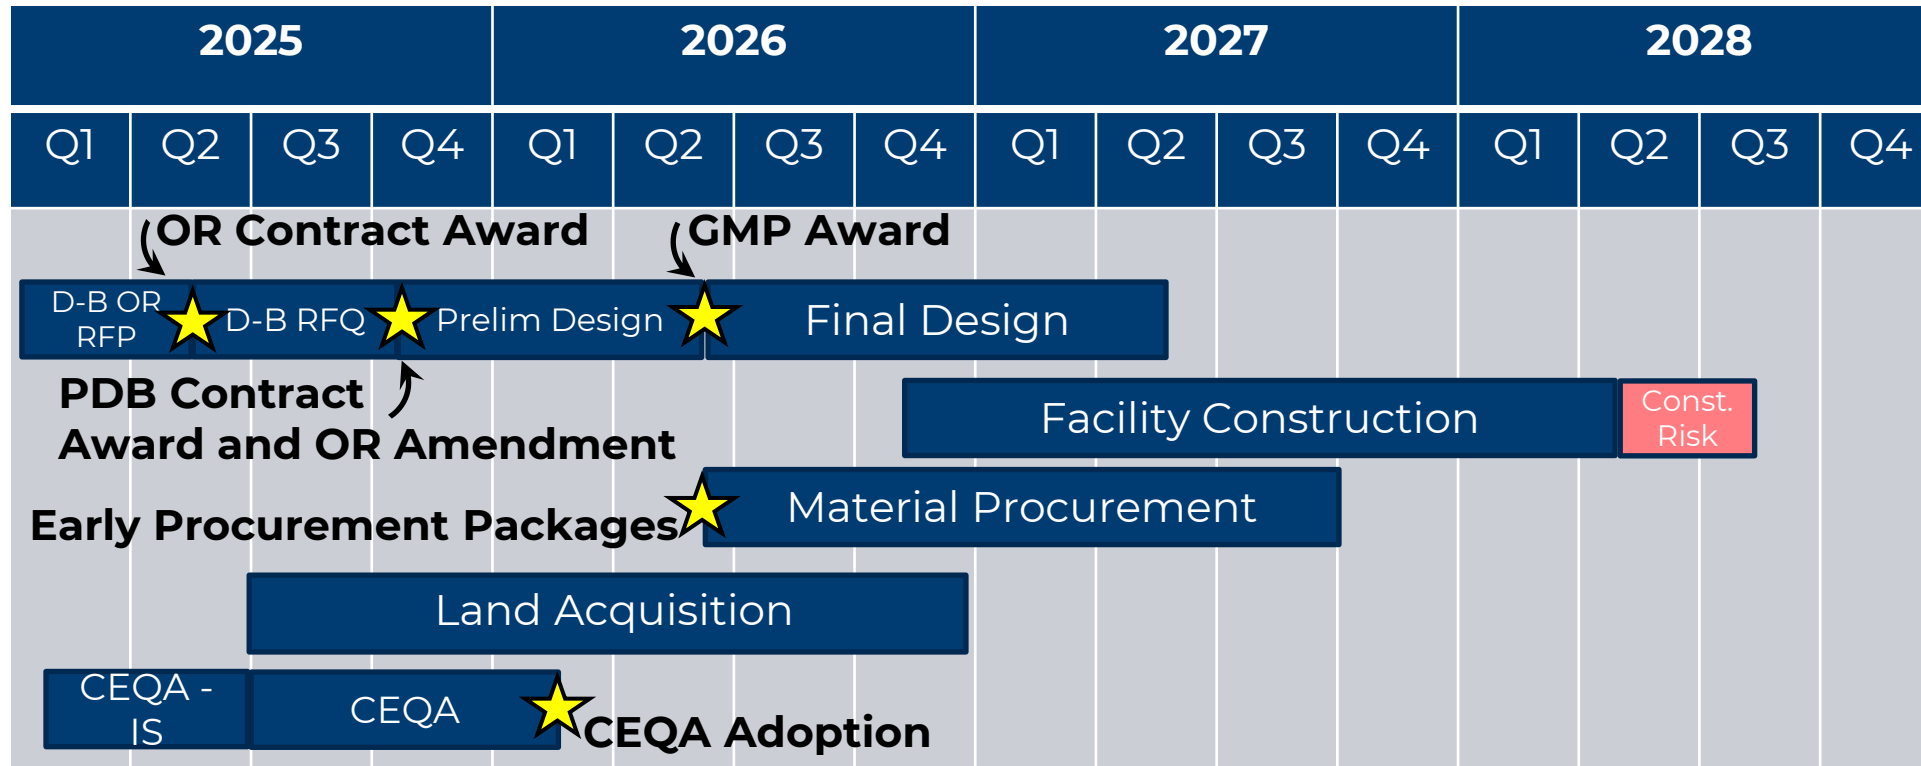 2025 2026 2027 2028
Q1 Q2 Q3 Q4 Q1 Q2 Q3 Q4 Q1 Q2 Q3 Q4 Q1 Q2 Q3 Q4
OR Contract Award
GMP Award
D-B OR
RFP
D-B RFQ
Prelim Design
Final Design
PDB Contract
Award and OR Amendment
Facility Construction
Const.
Risk
Early Procurement Packages
Material Procurement
Land Acquisition
CEQA -
IS
CEQA
CEQA Adoption